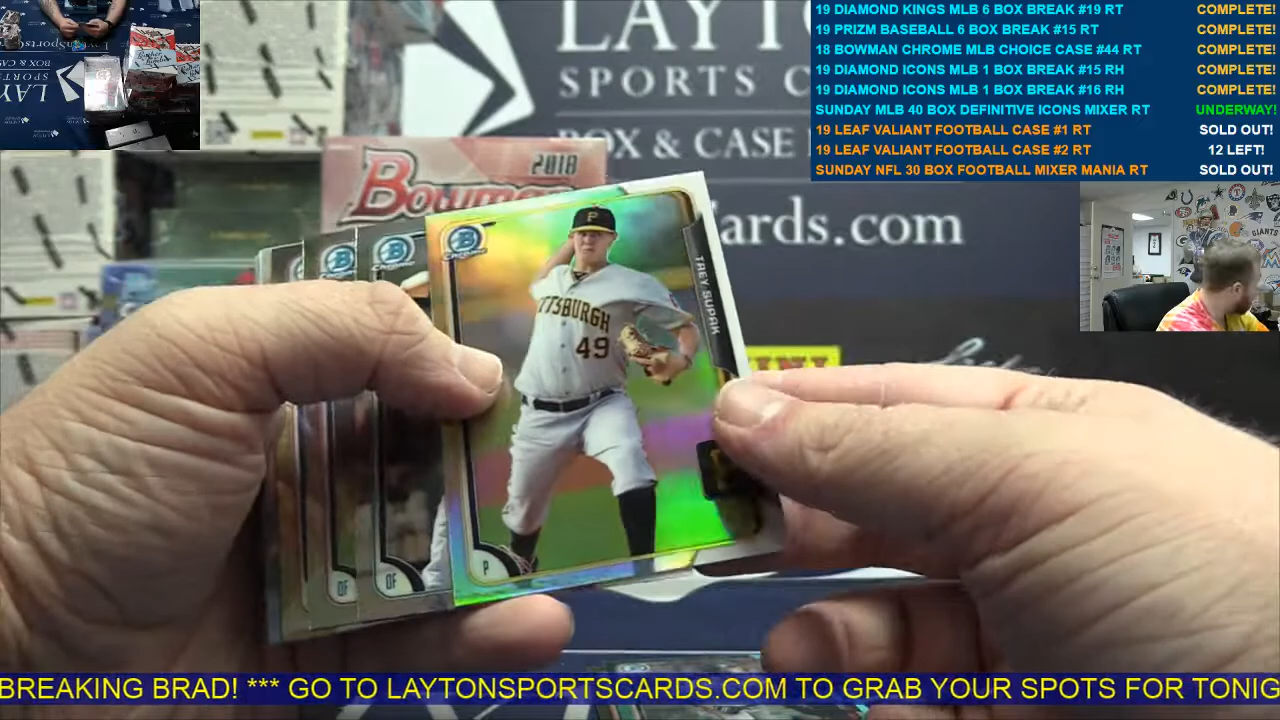 19 DIAMOND KINGS MLB 6 BOX BREAK #19 RT COMPLETE!
19 PRIZM BASEBALL 6 BOX BREAK #15 RT COMPLETE!
18 BOWMAN CHROME MLB CHOICE CASE #44 RT COMPLETE!
19 DIAMOND ICONS MLB 1 BOX BREAK #15 RH COMPLETE!
19 DIAMOND ICONS MLB 1 BOX BREAK #16 RH COMPLETE!
SUNDAY MLB 40 BOX DEFINITIVE ICONS MIXER RT UNDERWAY!
19 LEAF VALIANT FOOTBALL CASE #1 RT SOLD OUT!
19 LEAF VALIANT FOOTBALL CASE #2 RT 12 LEFT!
SUNDAY NFL 30 BOX FOOTBALL MIXER MANIA RT SOLD OUT!
LAYTO
SPORTS C
BOX & CASE
Cards.com
2018
Bowman
B
P
TREY SUPAK
TTSBURGH
49
P
OF
OF
GIANTS
BREAKING BRAD! *** GO TO LAYTONSPORTSCARDS.COM TO GRAB YOUR SPOTS FOR TONIG